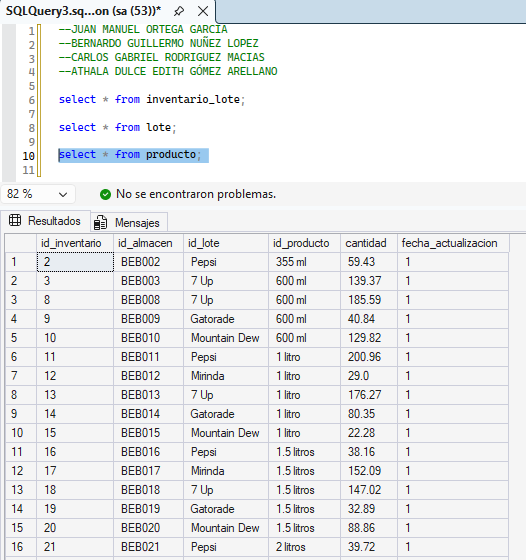 SQLQuery3.sq...on (sa (53))*
1 --JUAN MANUEL ORTEGA GARCIA
2 --BERNARDO GUILLERMO NUÑEZ LOPEZ
3 --CARLOS GABRIEL RODRIGUEZ MACIAS
4 --ATHALA DULCE EDITH GÓMEZ ARELLANO
5
6 select * from inventario_lote;
7
8 select * from lote;
9
10 select * from producto;
11
82 % No se encontraron problemas.
Resultados Mensajes
id_inventario id_almacen id_lote id_producto cantidad fecha_actualizacion
1 2 BEB002 Pepsi 355 ml 59.43 1
2 3 BEB003 7 Up 600 ml 139.37 1
3 8 BEB008 7 Up 600 ml 185.59 1
4 9 BEB009 Gatorade 600 ml 40.84 1
5 10 BEB010 Mountain Dew 600 ml 129.82 1
6 11 BEB011 Pepsi 1 litro 200.96 1
7 12 BEB012 Mirinda 1 litro 29.0 1
8 13 BEB013 7 Up 1 litro 176.27 1
9 14 BEB014 Gatorade 1 litro 80.35 1
10 15 BEB015 Mountain Dew 1 litro 22.28 1
11 16 BEB016 Pepsi 1.5 litros 38.16 1
12 17 BEB017 Mirinda 1.5 litros 152.09 1
13 18 BEB018 7 Up 1.5 litros 147.02 1
14 19 BEB019 Gatorade 1.5 litros 32.89 1
15 20 BEB020 Mountain Dew 1.5 litros 88.86 1
16 21 BEB021 Pepsi 2 litros 39.72 1